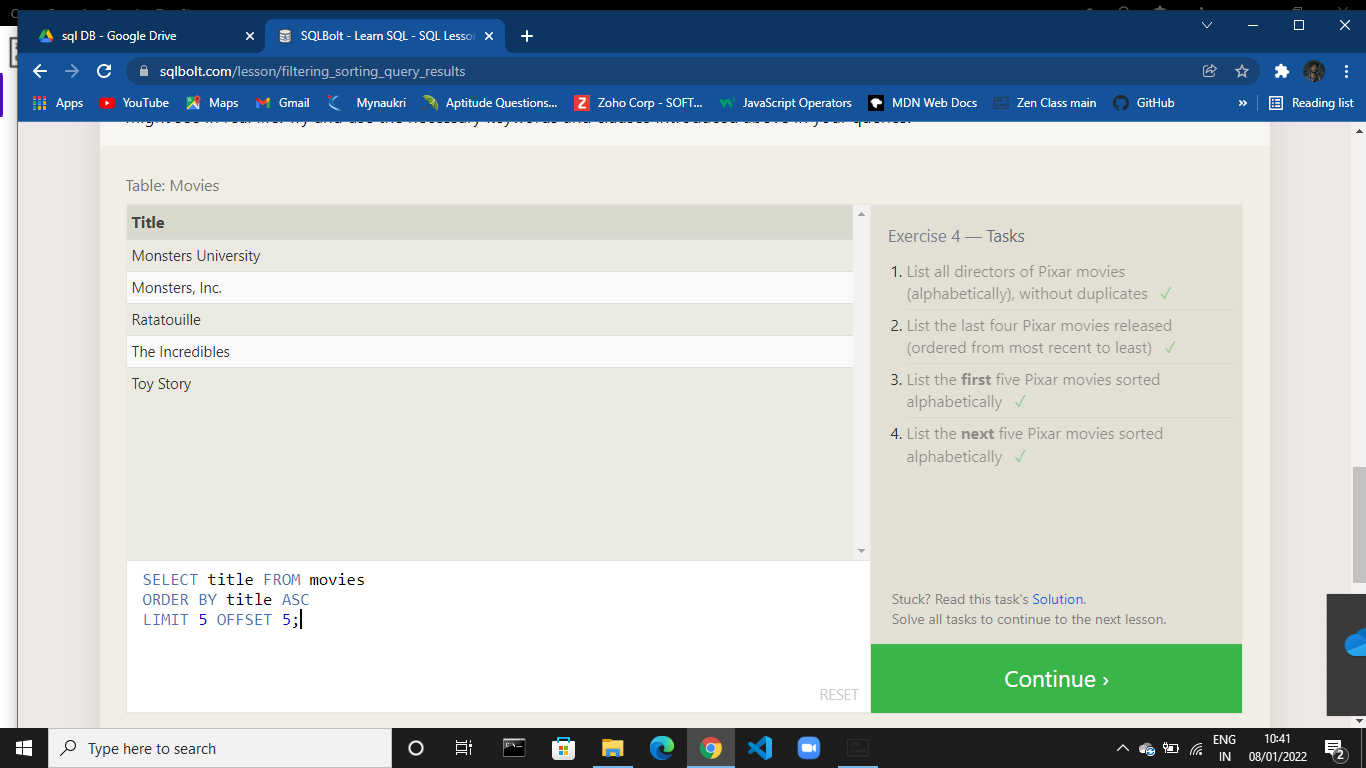 sql DB - Google Drive
SQLBolt - Learn SQL - SQL Lesson
sqlbolt.com/lesson/filtering_sorting_query_results
Apps YouTube Maps Gmail Mynaukri Aptitude Questions... Zoho Corp - SOFT... JavaScript Operators MDN Web Docs Zen Class main GitHub » Reading list
Table: Movies
Title
Monsters University
Monsters, Inc.
Ratatouille
The Incredibles
Toy Story
SELECT title FROM movies
ORDER BY title ASC
LIMIT 5 OFFSET 5;
RESET
Exercise 4 — Tasks
1. List all directors of Pixar movies
(alphabetically), without duplicates ✓
2. List the last four Pixar movies released
(ordered from most recent to least) ✓
3. List the first five Pixar movies sorted
alphabetically ✓
4. List the next five Pixar movies sorted
alphabetically ✓
Stuck? Read this task's Solution.
Solve all tasks to continue to the next lesson.
Continue ›
Type here to search
ENG
IN
10:41
08/01/2022
2